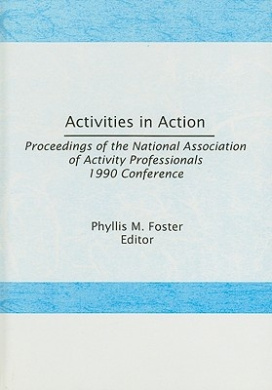 Activities in Action
Proceedings of the National Association
of Activity Professionals
1990 Conference
Phyllis M. Foster
Editor